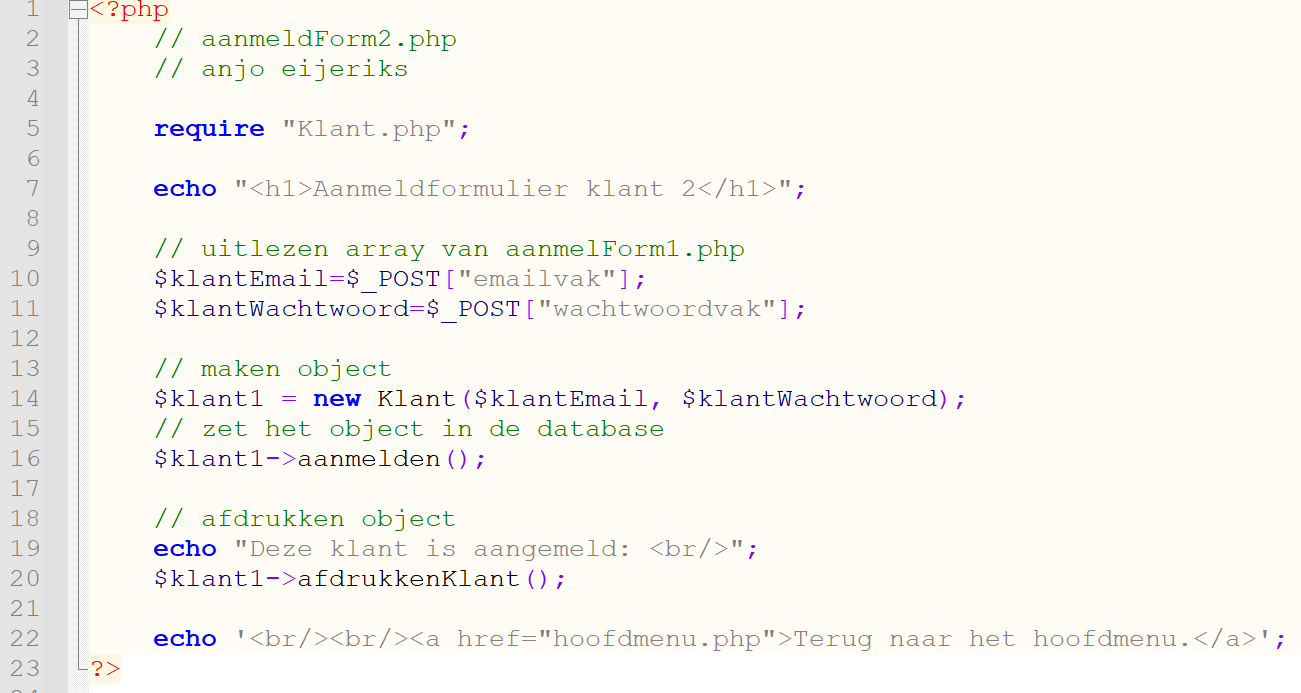 1 <?php
2 // aanmeldForm2.php
3 // anjo eijeriks
4
5 require "Klant.php";
6
7 echo "<h1>Aanmeldformulier klant 2</h1>";
8
9 // uitlezen array van aanmelForm1.php
10 $klantEmail=$_POST["emailvak"];
11 $klantWachtwoord=$_POST["wachtwoordvak"];
12
13 // maken object
14 $klant1 = new Klant($klantEmail, $klantWachtwoord);
15 // zet het object in de database
16 $klant1->aanmelden();
17
18 // afdrukken object
19 echo "Deze klant is aangemeld: <br/>";
20 $klant1->afdrukkenKlant();
21
22 echo '<br/><br/><a href="hoofdmenu.php">Terug naar het hoofdmenu.</a>';
23 ?>